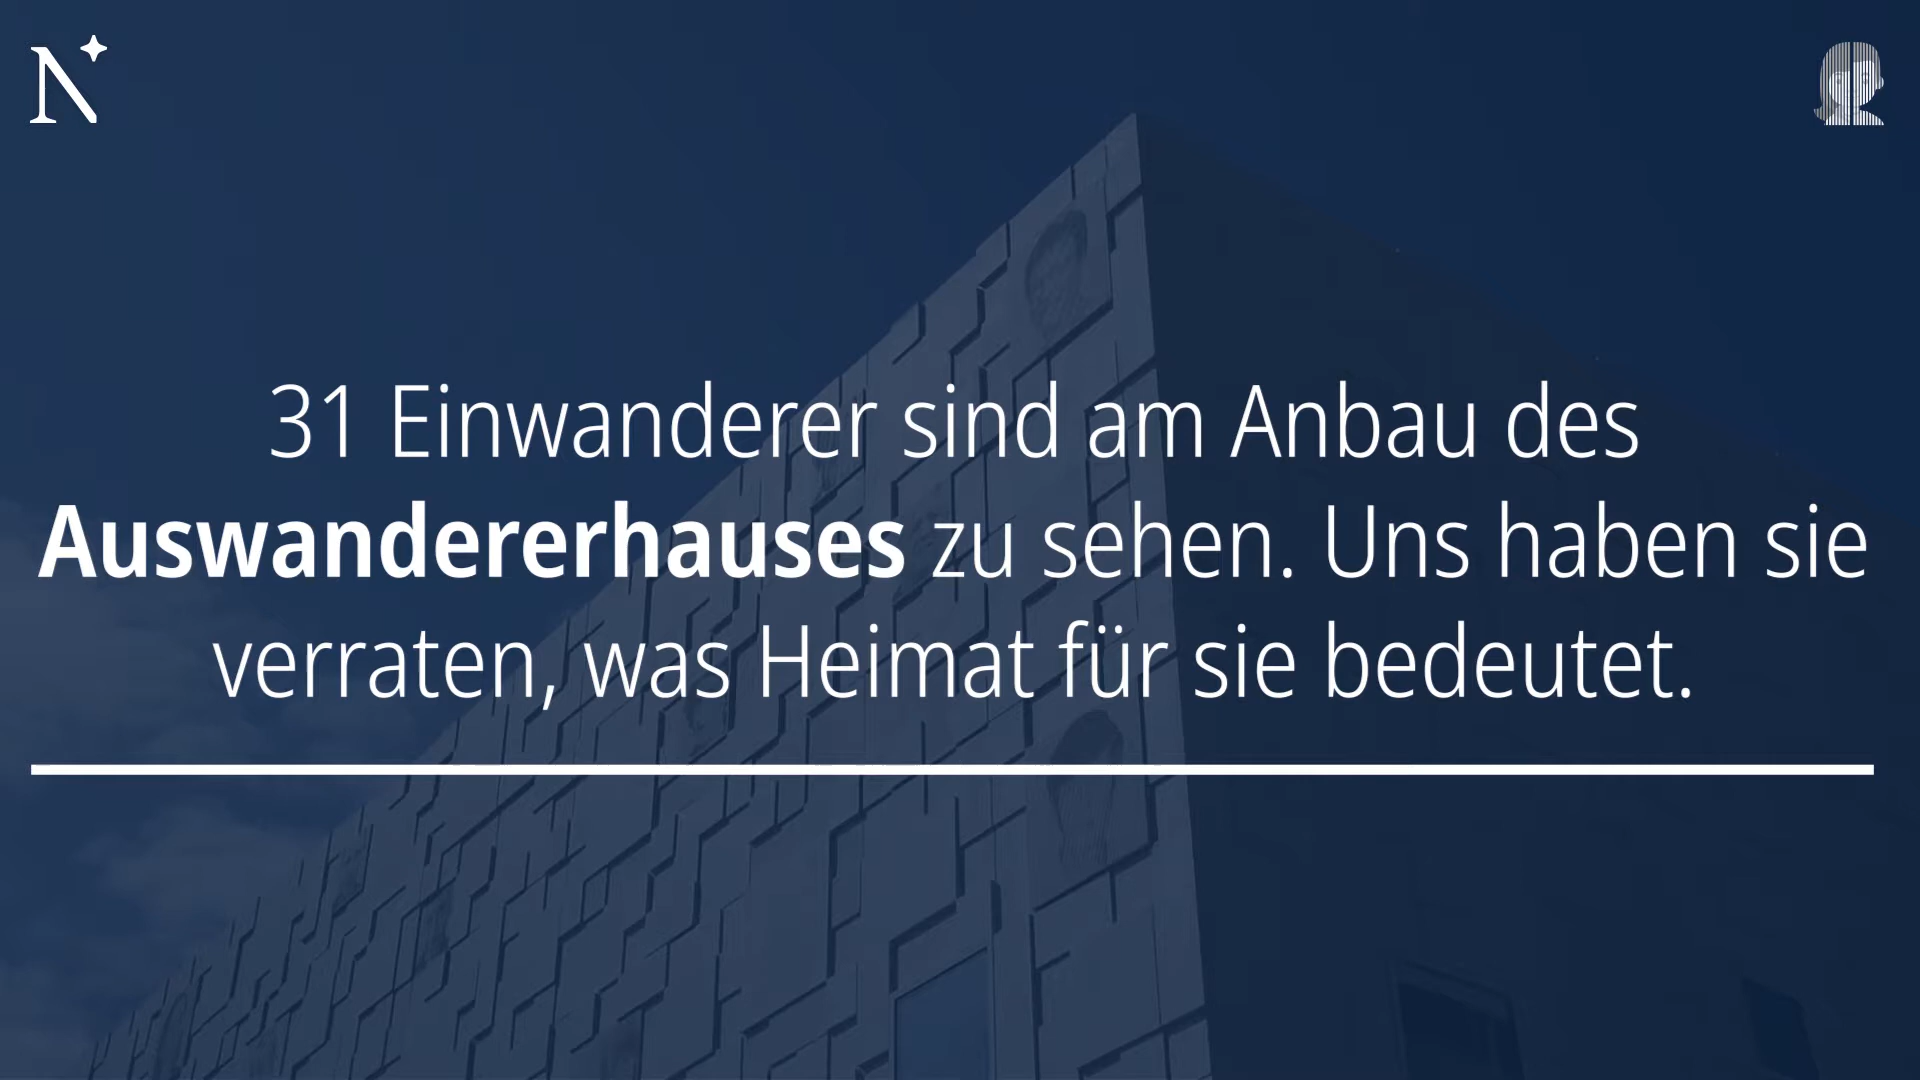 N
31 Einwanderer sind am Anbau des
Auswandererhauses zu sehen. Uns haben sie
verraten, was Heimat für sie bedeutet.